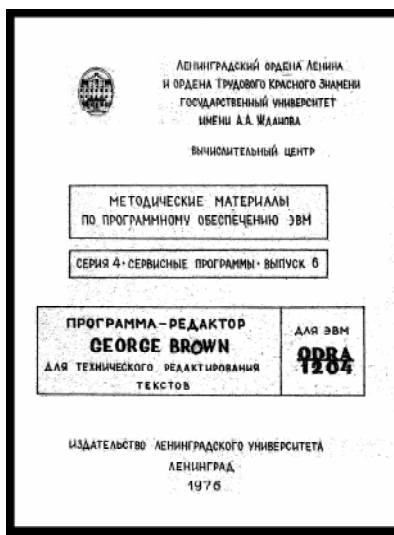 ЛЕНИНГРАДСКИЙ ОРДЕНА ЛЕНИНА
И ОРДЕНА ТРУДОВОГО КРАСНОГО ЗНАМЕНИ
ГОСУДАРСТВЕННЫЙ УНИВЕРСИТЕТ
ИМЕНИ А.А. ЖДАНОВА
ВЫЧИСЛИТЕЛЬНЫЙ ЦЕНТР
МЕТОДИЧЕСКИЕ МАТЕРИАЛЫ
ПО ПРОГРАММНОМУ ОБЕСПЕЧЕНИЮ ЭВМ
СЕРИЯ 4 · СЕРВИСНЫЕ ПРОГРАММЫ · ВЫПУСК 6
ПРОГРАММА-РЕДАКТОР
GEORGE BROWN
ДЛЯ ТЕХНИЧЕСКОГО РЕДАКТИРОВАНИЯ
ТЕКСТОВ
ДЛЯ ЭВМ
ODRA
1204
ИЗДАТЕЛЬСТВО ЛЕНИНГРАДСКОГО УНИВЕРСИТЕТА
ЛЕНИНГРАД
1976